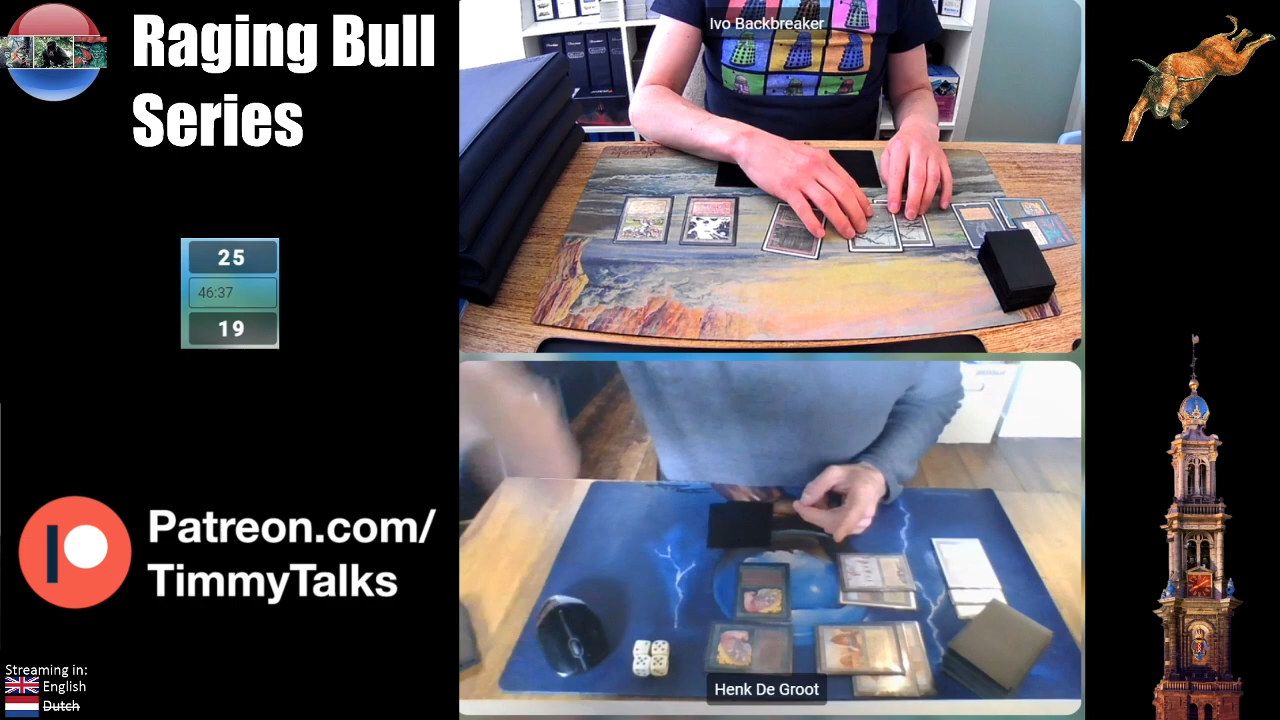 Raging Bull
Series
25
46:37
19
Patreon.com/
TimmyTalks
Streaming in:
English
Dutch
Ivo Backbreaker
Henk De Groot